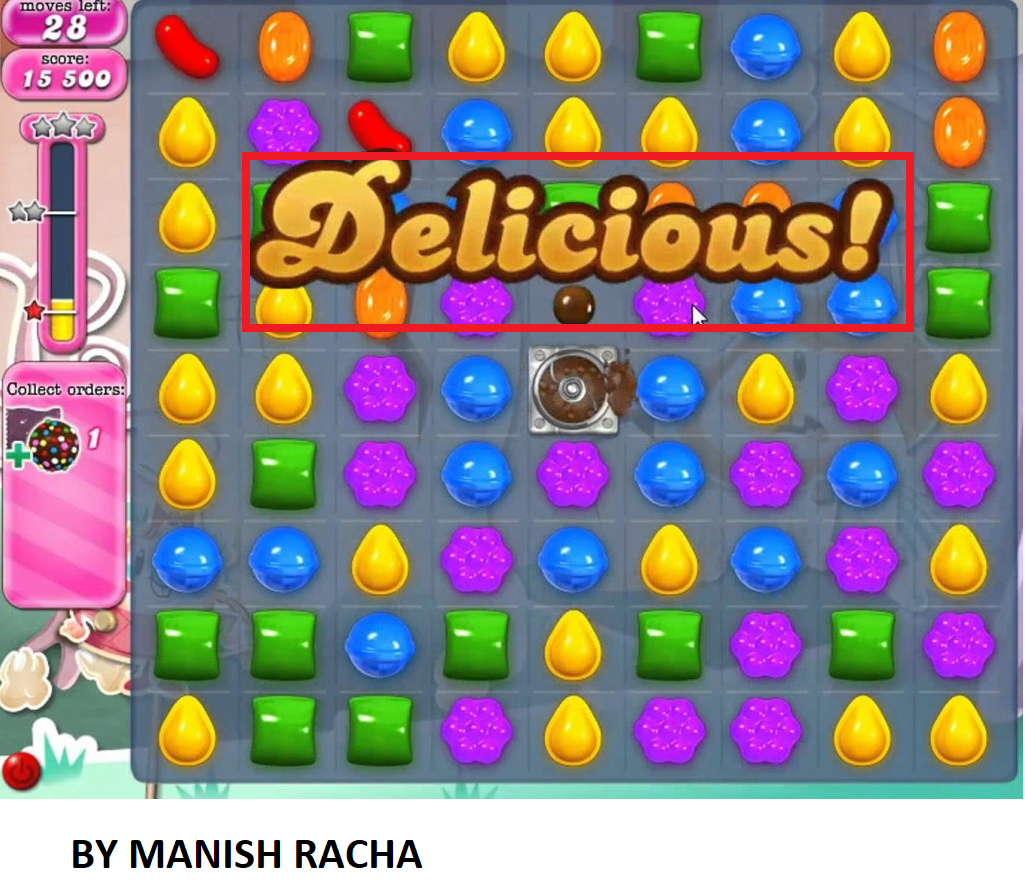 moves left:
28
score:
15 500
Delicious!
Collect orders:
1
BY MANISH RACHA